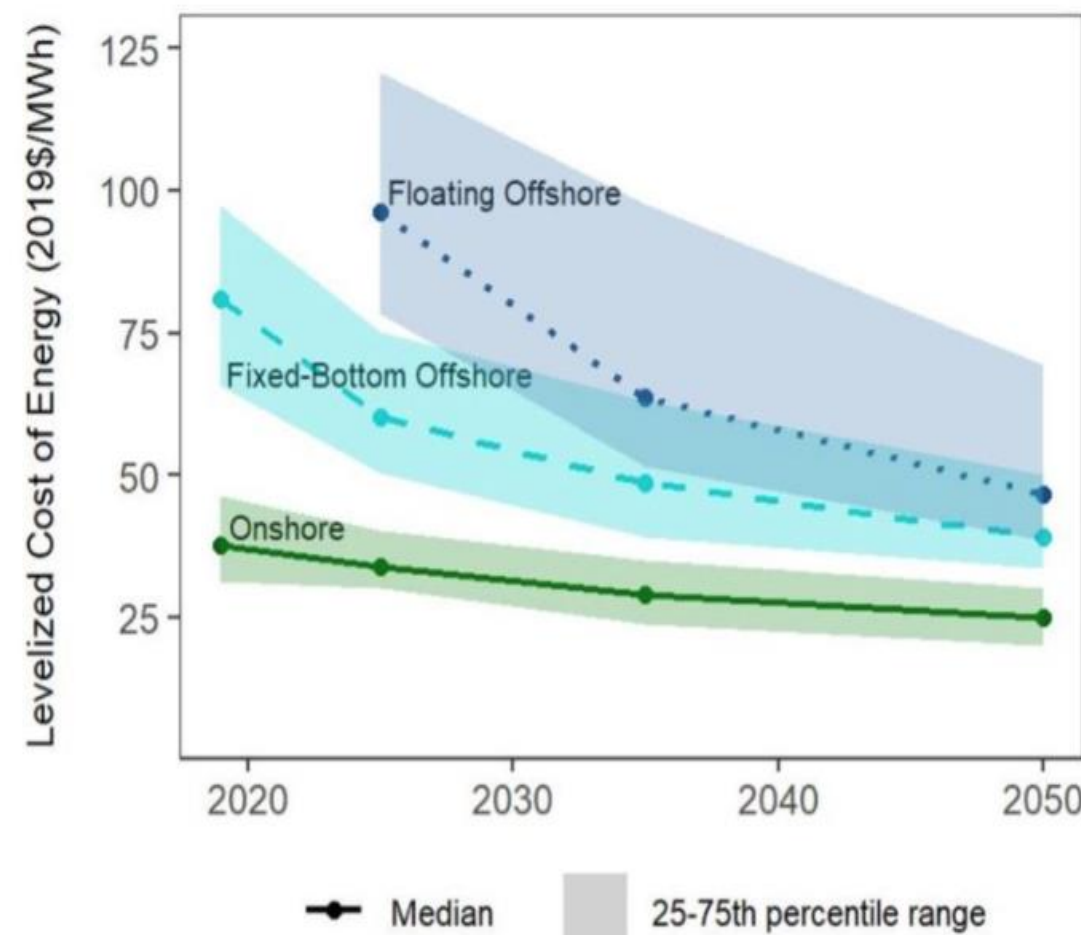 Levelized Cost of Energy (2019$/MWh)
125
100
75
50
25
Floating Offshore
Fixed-Bottom Offshore
Onshore
2020 2030 2040 2050
Median 25-75th percentile range